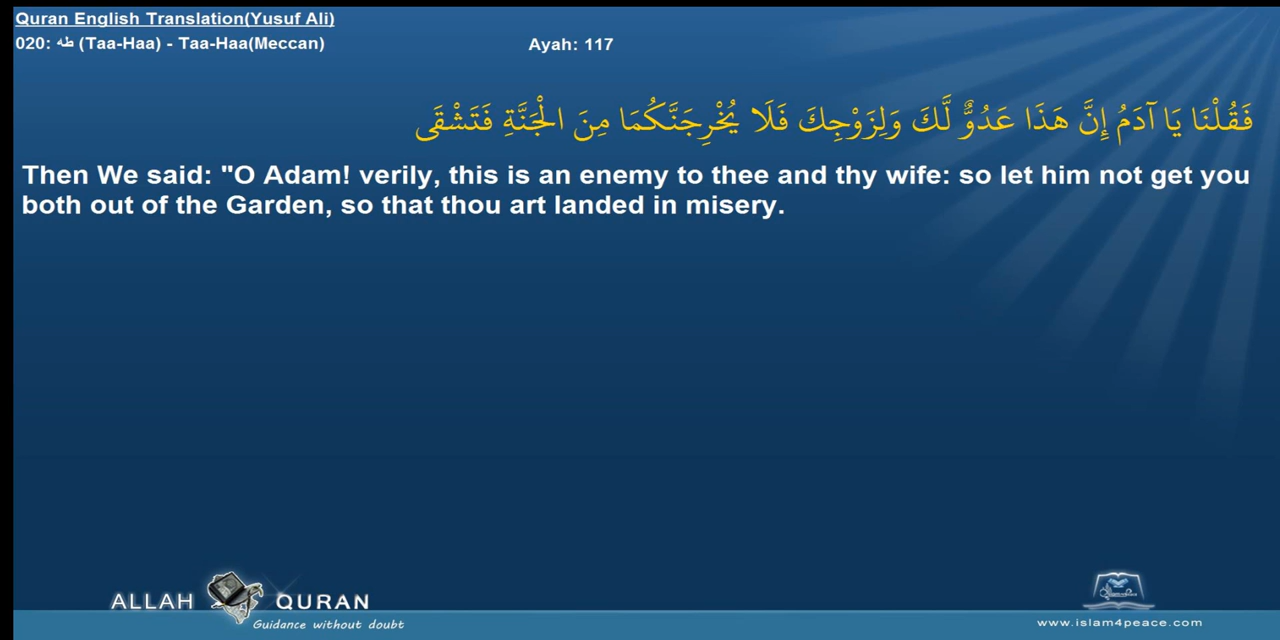 Quran English Translation(Yusuf Ali)
020: طه (Taa-Haa) - Taa-Haa(Meccan)
Ayah: 117
فَقُلْنَا يَا آدَمُ إِنَّ هَذَا عَدُوٌّ لَّكَ وَلِزَوْجِكَ فَلَا يُخْرِجَنَّكُمَا مِنَ الْجَنَّةِ فَتَشْقَى
Then We said: "O Adam! verily, this is an enemy to thee and thy wife: so let him not get you
both out of the Garden, so that thou art landed in misery.
ALLAH QURAN
Guidance without doubt
www.islam4peace.com